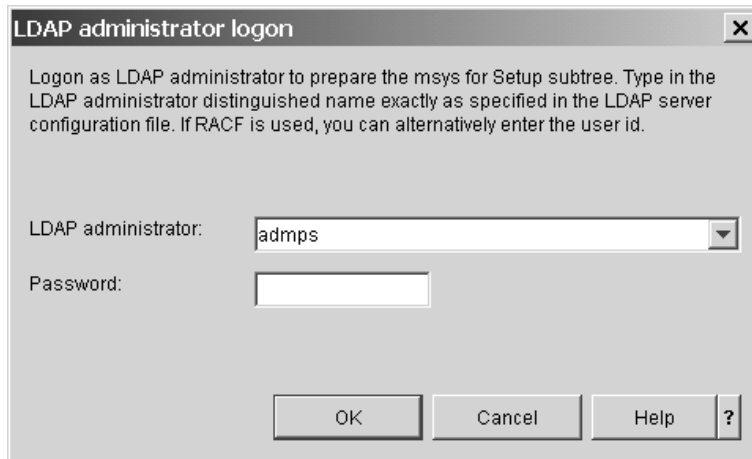 LDAP administrator logon
Logon as LDAP administrator to prepare the msys for Setup subtree. Type in the
LDAP administrator distinguished name exactly as specified in the LDAP server
configuration file. If RACF is used, you can alternatively enter the user id.
LDAP administrator:
admps
Password:
OK
Cancel
Help
?